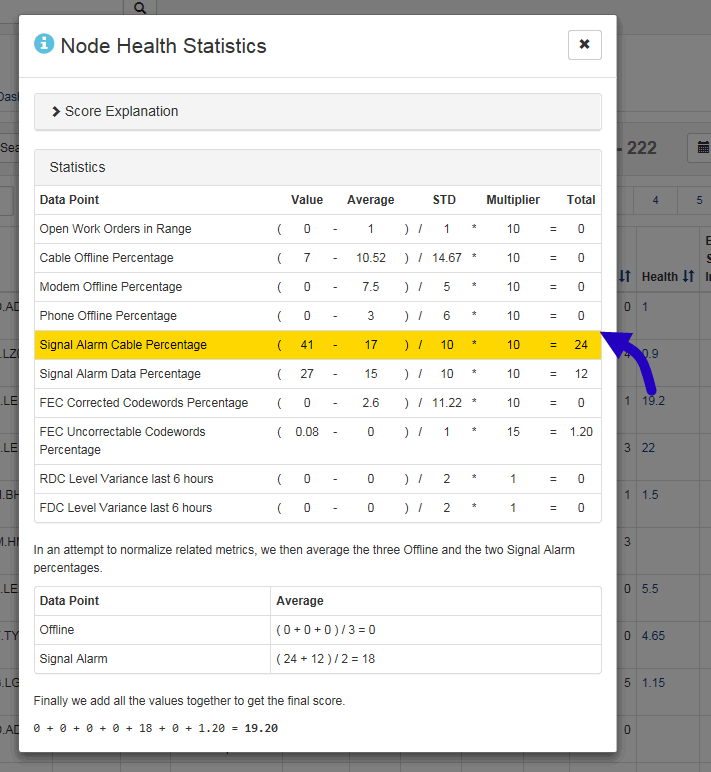 Node Health Statistics
Score Explanation
Statistics
Data Point Value Average STD Multiplier Total
Open Work Orders in Range ( 0 - 1 ) / 1 * 10 = 0
Cable Offline Percentage ( 7 - 10.52 ) / 14.67 * 10 = 0
Modem Offline Percentage ( 0 - 7.5 ) / 5 * 10 = 0
Phone Offline Percentage ( 0 - 3 ) / 6 * 10 = 0
Signal Alarm Cable Percentage ( 41 - 17 ) / 10 * 10 = 24
Signal Alarm Data Percentage ( 27 - 15 ) / 10 * 10 = 12
FEC Corrected Codewords Percentage ( 0 - 2.6 ) / 11.22 * 10 = 0
FEC Uncorrectable Codewords ( 0.08 - 0 ) / 1 * 15 = 1.20
Percentage
RDC Level Variance last 6 hours ( 0 - 0 ) / 2 * 1 = 0
FDC Level Variance last 6 hours ( 0 - 0 ) / 2 * 1 = 0
In an attempt to normalize related metrics, we then average the three Offline and the two Signal Alarm
percentages.
Data Point Average
Offline ( 0 + 0 + 0 ) / 3 = 0
Signal Alarm ( 24 + 12 ) / 2 = 18
Finally we add all the values together to get the final score.
0 + 0 + 0 + 0 + 18 + 0 + 1.20 = 19.20
- 222
4 5
Health
0 1
4 0.9
1 19.2
3 22
1 1.5
3
0 5.5
0 4.65
5 1.15
0